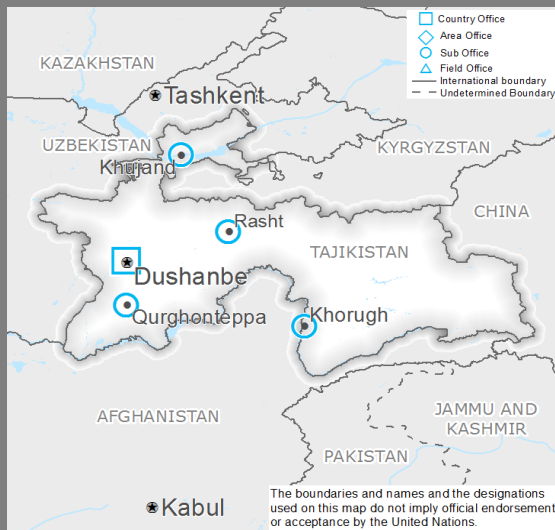 Country Office
Area Office
Sub Office
Field Office
International boundary
Undetermined Boundary
KAZAKHSTAN
Tashkent
UZBEKISTAN
Khujand
KYRGYZSTAN
CHINA
Rasht
TAJIKISTAN
Dushanbe
Qurghonteppa
Khorugh
AFGHANISTAN
JAMMU AND
KASHMIR
PAKISTAN
Kabul
The boundaries and names and the designations
used on this map do not imply official endorsement
or acceptance by the United Nations.